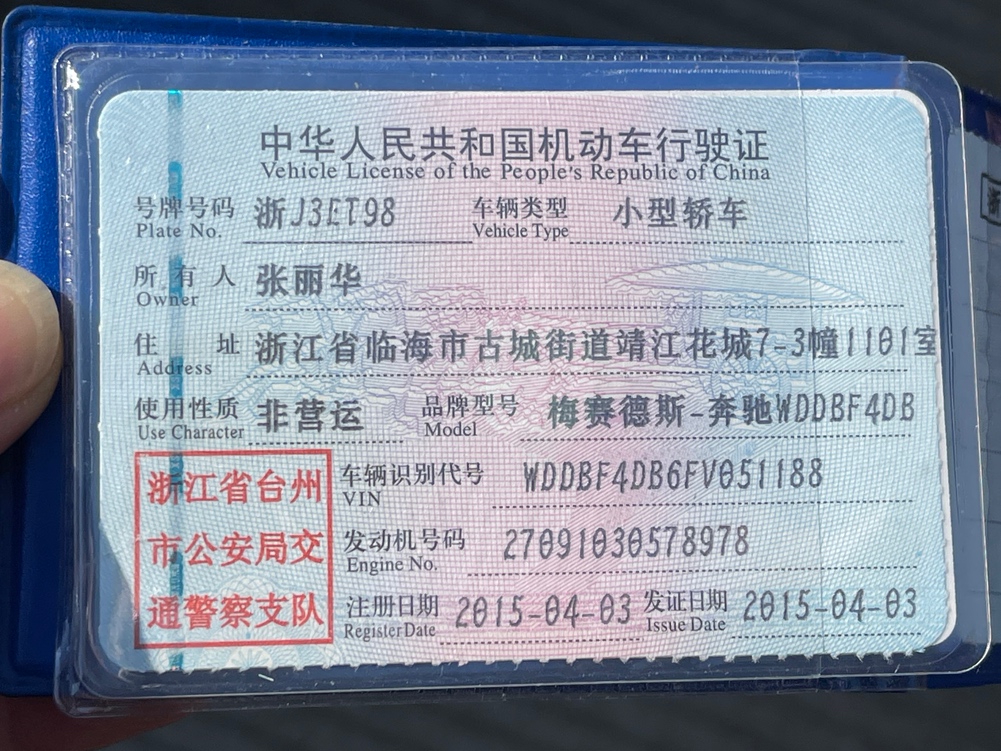 中华人民共和国机动车行驶证
Vehicle License of the People's Republic of China
号牌号码 浙J3ET98 车辆类型 小型轿车
Plate No. Vehicle Type
所有人 张丽华
Owner
住址 浙江省临海市古城街道靖江花城7-3幢1101室
Address
使用性质 非营运 品牌型号 梅赛德斯-奔驰WDDBF4DB
Use Character Model
浙江省台州
市公安局交
通警察支队
车辆识别代号 WDDBF4DB6FV051188
VIN
发动机号码 27091030578978
Engine No.
注册日期 2015-04-03 发证日期 2015-04-03
Register Date Issue Date